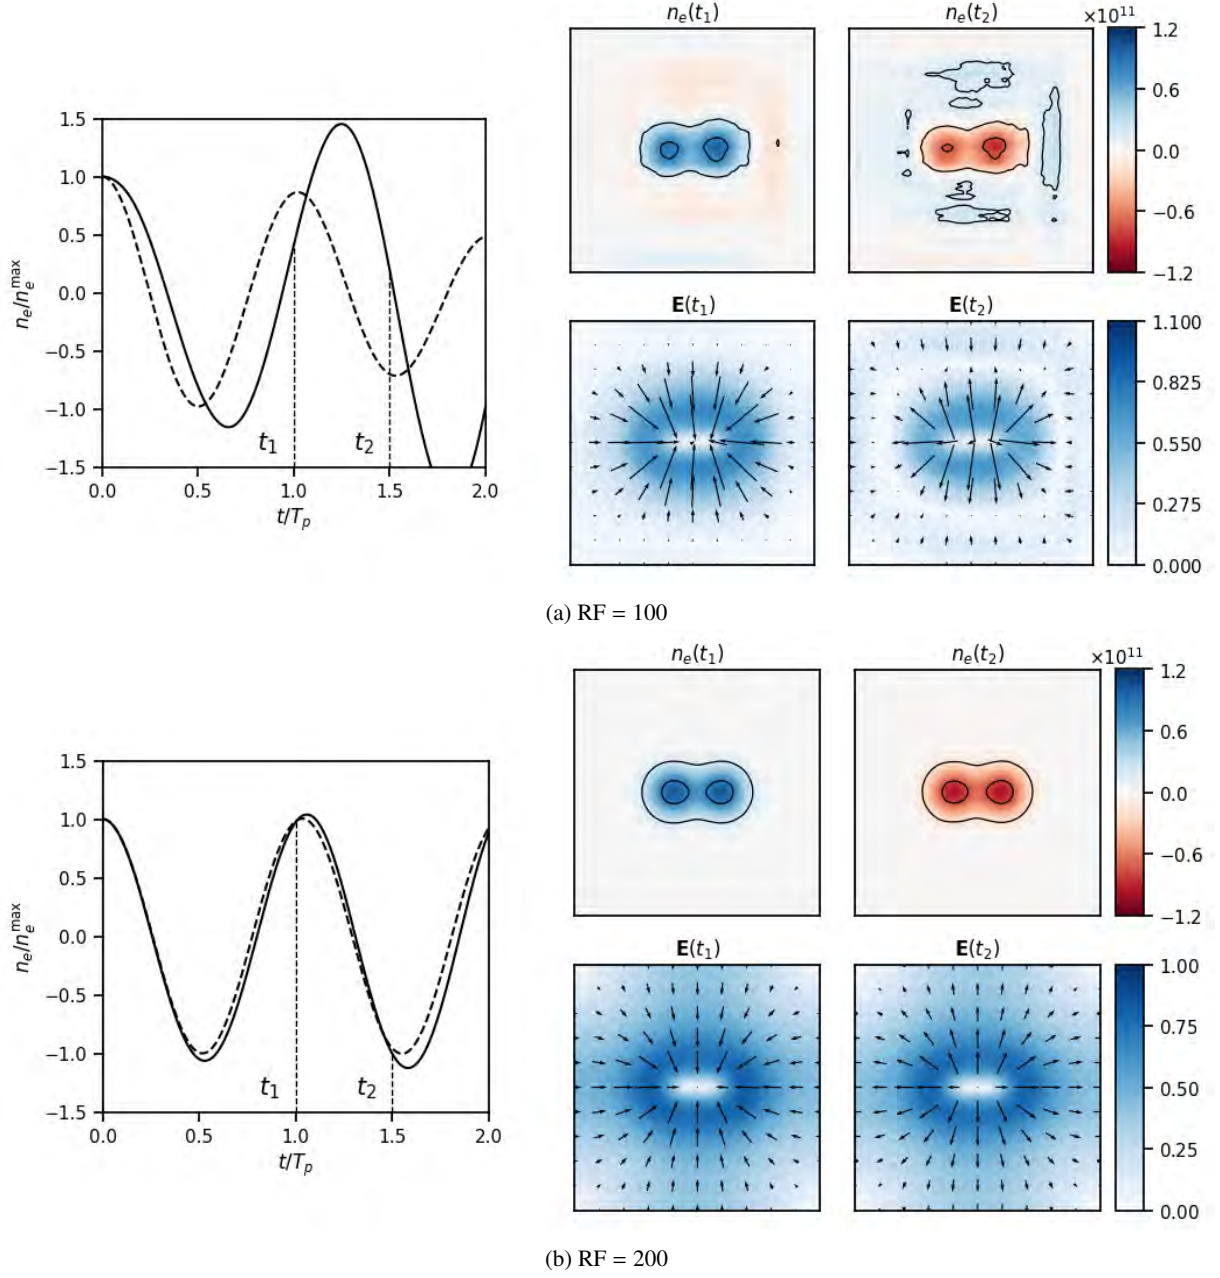 n_e(t_1)
n_e(t_2)
×10^11
1.2
0.6
0.0
−0.6
−1.2
1.5
1.0
0.5
0.0
−0.5
−1.0
−1.5
n_e/n_e^max
t_1
t_2
0.0 0.5 1.0 1.5 2.0
t/T_p
E(t_1)
E(t_2)
1.100
0.825
0.550
0.275
0.000
(a) RF = 100
n_e(t_1)
n_e(t_2)
×10^11
1.2
0.6
0.0
−0.6
−1.2
1.5
1.0
0.5
0.0
−0.5
−1.0
−1.5
n_e/n_e^max
t_1
t_2
0.0 0.5 1.0 1.5 2.0
t/T_p
E(t_1)
E(t_2)
1.00
0.75
0.50
0.25
0.00
(b) RF = 200